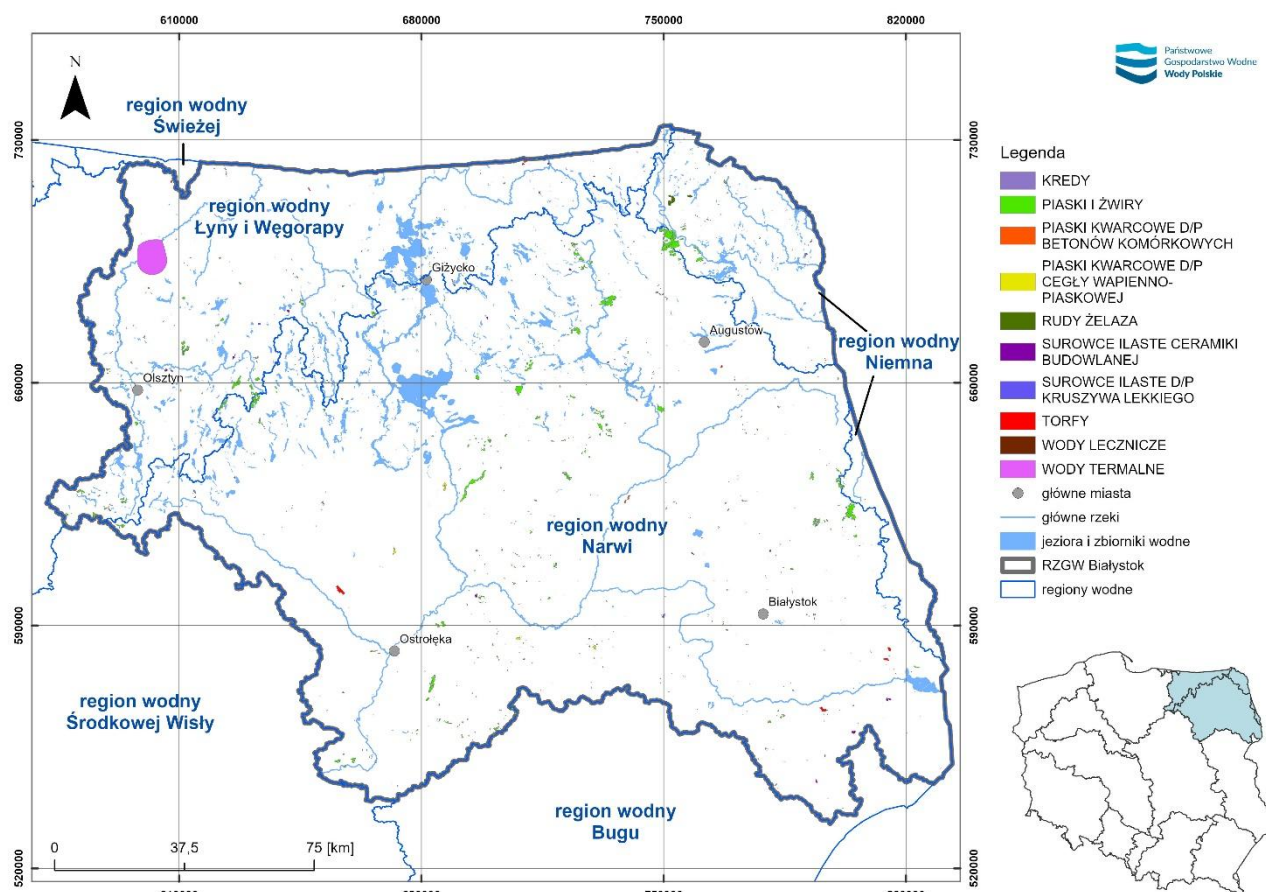 610000
680000
750000
820000
N
region wodny
Świeżej
730000
730000
region wodny
Łyny i Węgorapy
Giżycko
Augustów
region wodny
Niemna
660000
660000
Olsztyn
region wodny
Narwi
Białystok
590000
590000
Ostrołęka
region wodny
Środkowej Wisły
region wodny
Bugu
0
37,5
75 [km]
520000
520000
610000
680000
750000
820000
Państwowe
Gospodarstwo Wodne
Wody Polskie
Legenda
KREDY
PIASKI I ŻWIRY
PIASKI KWARCOWE D/P
BETONÓW KOMÓRKOWYCH
PIASKI KWARCOWE D/P
CEGŁY WAPIENNO-
PIASKOWEJ
RUDY ŻELAZA
SUROWCE ILASTE CERAMIKI
BUDOWLANEJ
SUROWCE ILASTE D/P
KRUSZYWA LEKKIEGO
TORFY
WODY LECZNICZE
WODY TERMALNE
główne miasta
główne rzeki
jeziora i zbiorniki wodne
RZGW Białystok
regiony wodne